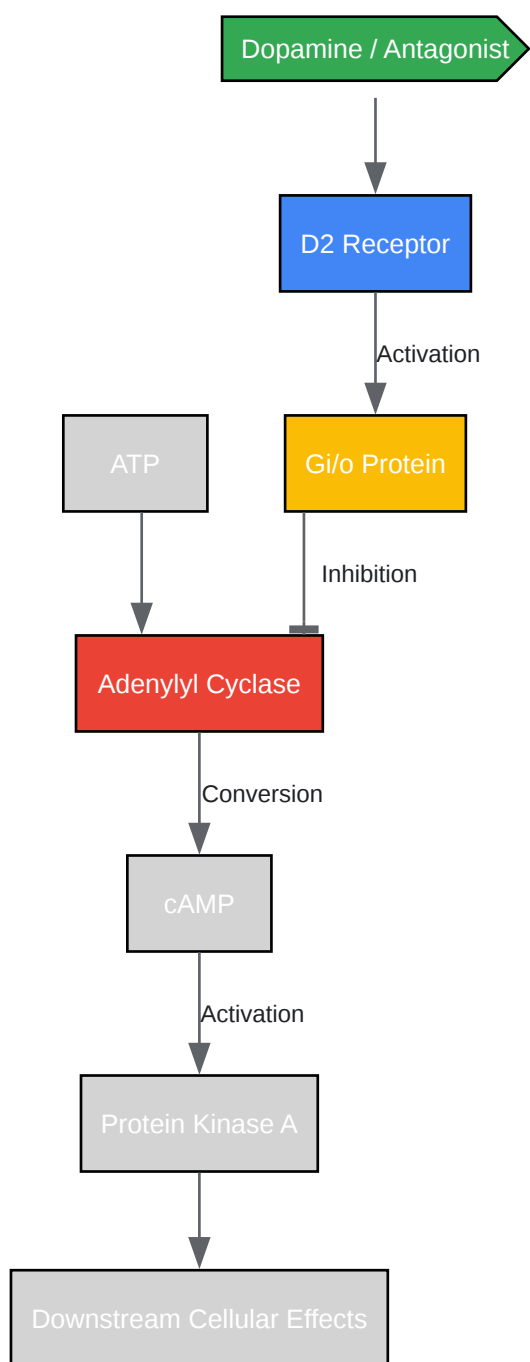 Dopamine / Antagonist
D2 Receptor
Activation
ATP
Gi/o Protein
Inhibition
Adenylyl Cyclase
Conversion
cAMP
Activation
Protein Kinase A
Downstream Cellular Effects